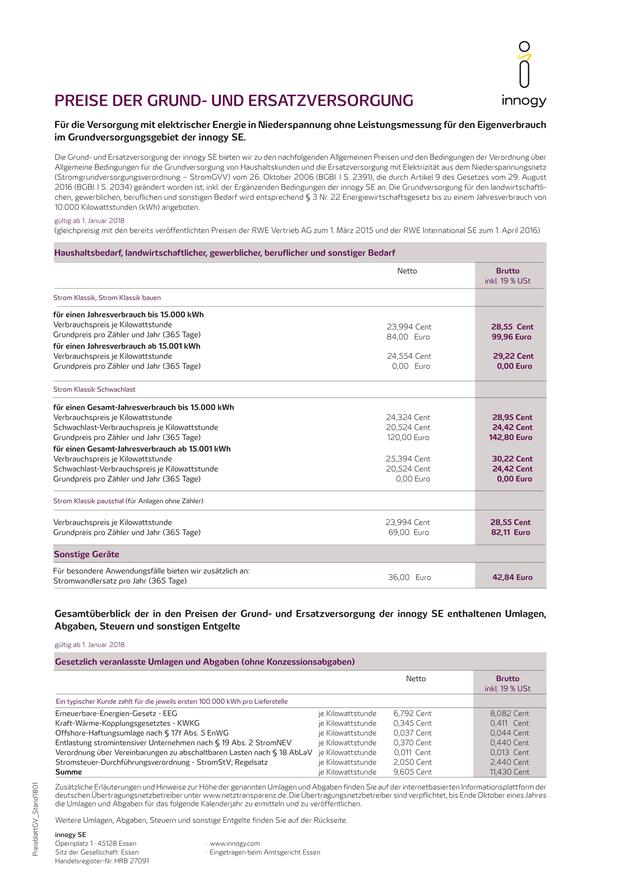 innogy
PREISE DER GRUND- UND ERSATZVERSORGUNG
Für die Versorgung mit elektrischer Energie in Niederspannung ohne Leistungsmessung für den Eigenverbrauch
im Grundversorgungsgebiet der innogy SE.
Die Grund- und Ersatzversorgung der innogy SE bieten wir zu den nachfolgenden Allgemeinen Preisen und den Bedingungen der Verordnung über
Allgemeine Bedingungen für die Grundversorgung von Haushaltskunden und die Ersatzversorgung mit Elektrizität aus dem Niederspannungsnetz
(Stromgrundversorgungsverordnung – StromGVV) vom 26. Oktober 2006 (BGBl. I S. 2391), die durch Artikel 9 des Gesetzes vom 29. August
2016 (BGBl. I S. 2034) geändert worden ist, inkl. der Ergänzenden Bedingungen der innogy SE an. Die Grundversorgung für den landwirtschaftli-
chen, gewerblichen, beruflichen und sonstigen Bedarf wird entsprechend § 3 Nr. 22 Energiewirtschaftsgesetz bis zu einem Jahresverbrauch von
10.000 Kilowattstunden (kWh) angeboten.
gültig ab 1. Januar 2018
(gleichpreisig mit den bereits veröffentlichten Preisen der RWE Vertrieb AG zum 1. März 2015 und der RWE International SE zum 1. April 2016)
Haushaltsbedarf, landwirtschaftlicher, gewerblicher, beruflicher und sonstiger Bedarf
Netto Brutto
inkl. 19 % USt
Strom Klassik, Strom Klassik bauen
für einen Jahresverbrauch bis 15.000 kWh
Verbrauchspreis je Kilowattstunde 23,994 Cent 28,55 Cent
Grundpreis pro Zähler und Jahr (365 Tage) 84,00 Euro 99,96 Euro
für einen Jahresverbrauch ab 15.001 kWh
Verbrauchspreis je Kilowattstunde 24,554 Cent 29,22 Cent
Grundpreis pro Zähler und Jahr (365 Tage) 0,00 Euro 0,00 Euro
Strom Klassik Schwachlast
für einen Gesamt-Jahresverbrauch bis 15.000 kWh
Verbrauchspreis je Kilowattstunde 24,324 Cent 28,95 Cent
Schwachlast-Verbrauchspreis je Kilowattstunde 20,524 Cent 24,42 Cent
Grundpreis pro Zähler und Jahr (365 Tage) 120,00 Euro 142,80 Euro
für einen Gesamt-Jahresverbrauch ab 15.001 kWh
Verbrauchspreis je Kilowattstunde 25,394 Cent 30,22 Cent
Schwachlast-Verbrauchspreis je Kilowattstunde 20,524 Cent 24,42 Cent
Grundpreis pro Zähler und Jahr (365 Tage) 0,00 Euro 0,00 Euro
Strom Klassik pauschal (für Anlagen ohne Zähler)
Verbrauchspreis je Kilowattstunde 23,994 Cent 28,55 Cent
Grundpreis pro Zähler und Jahr (365 Tage) 69,00 Euro 82,11 Euro
Sonstige Geräte
Für besondere Anwendungsfälle bieten wir zusätzlich an:
Stromwandlersatz pro Jahr (365 Tage) 36,00 Euro 42,84 Euro
Gesamtüberblick der in den Preisen der Grund- und Ersatzversorgung der innogy SE enthaltenen Umlagen,
Abgaben, Steuern und sonstigen Entgelte
gültig ab 1. Januar 2018
Gesetzlich veranlasste Umlagen und Abgaben (ohne Konzessionsabgaben)
Netto Brutto
inkl. 19 % USt
Ein typischer Kunde zahlt für die jeweils ersten 100.000 kWh pro Lieferstelle
Erneuerbare-Energien-Gesetz - EEG je Kilowattstunde 6,792 Cent 8,082 Cent
Kraft-Wärme-Kopplungsgesetztes - KWKG je Kilowattstunde 0,345 Cent 0,411 Cent
Offshore-Haftungsumlage nach § 17f Abs. 5 EnWG je Kilowattstunde 0,037 Cent 0,044 Cent
Entlastung stromintensiver Unternehmen nach § 19 Abs. 2 StromNEV je Kilowattstunde 0,370 Cent 0,440 Cent
Verordnung über Vereinbarungen zu abschaltbaren Lasten nach § 18 AbLaV je Kilowattstunde 0,011 Cent 0,013 Cent
Stromsteuer-Durchführungsverordnung - StromStV; Regelsatz je Kilowattstunde 2,050 Cent 2,440 Cent
Summe je Kilowattstunde 9,605 Cent 11,430 Cent
Zusätzliche Erläuterungen und Hinweise zur Höhe der genannten Umlagen und Abgaben finden Sie auf der internetbasierten Informationsplattform der
deutschen Übertragungsnetzbetreiber unter www.netztransparenz.de. Die Übertragungsnetzbetreiber sind verpflichtet, bis Ende Oktober eines Jahres
die Umlagen und Abgaben für das folgende Kalenderjahr zu ermitteln und zu veröffentlichen.
Weitere Umlagen, Abgaben, Steuern und sonstige Entgelte finden Sie auf der Rückseite.
innogy SE
Opernplatz 1 · 45128 Essen · www.innogy.com
Sitz der Gesellschaft: Essen · Eingetragen beim Amtsgericht Essen
Handelsregister-Nr. HRB 27091
PreisblattGV_Stand1801